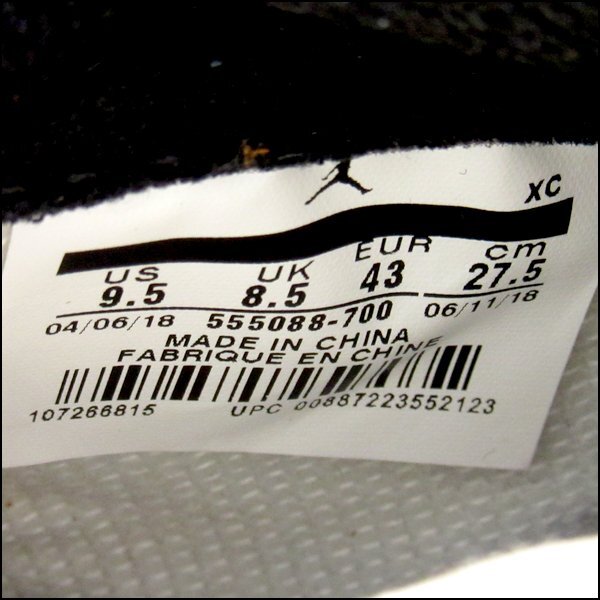 XC
US UK EUR cm
9.5 8.5 43 27.5
04/06/18 555088-700 06/11/18
MADE IN CHINA
FABRIQUE EN CHINE
107266815 UPC 00887223552123